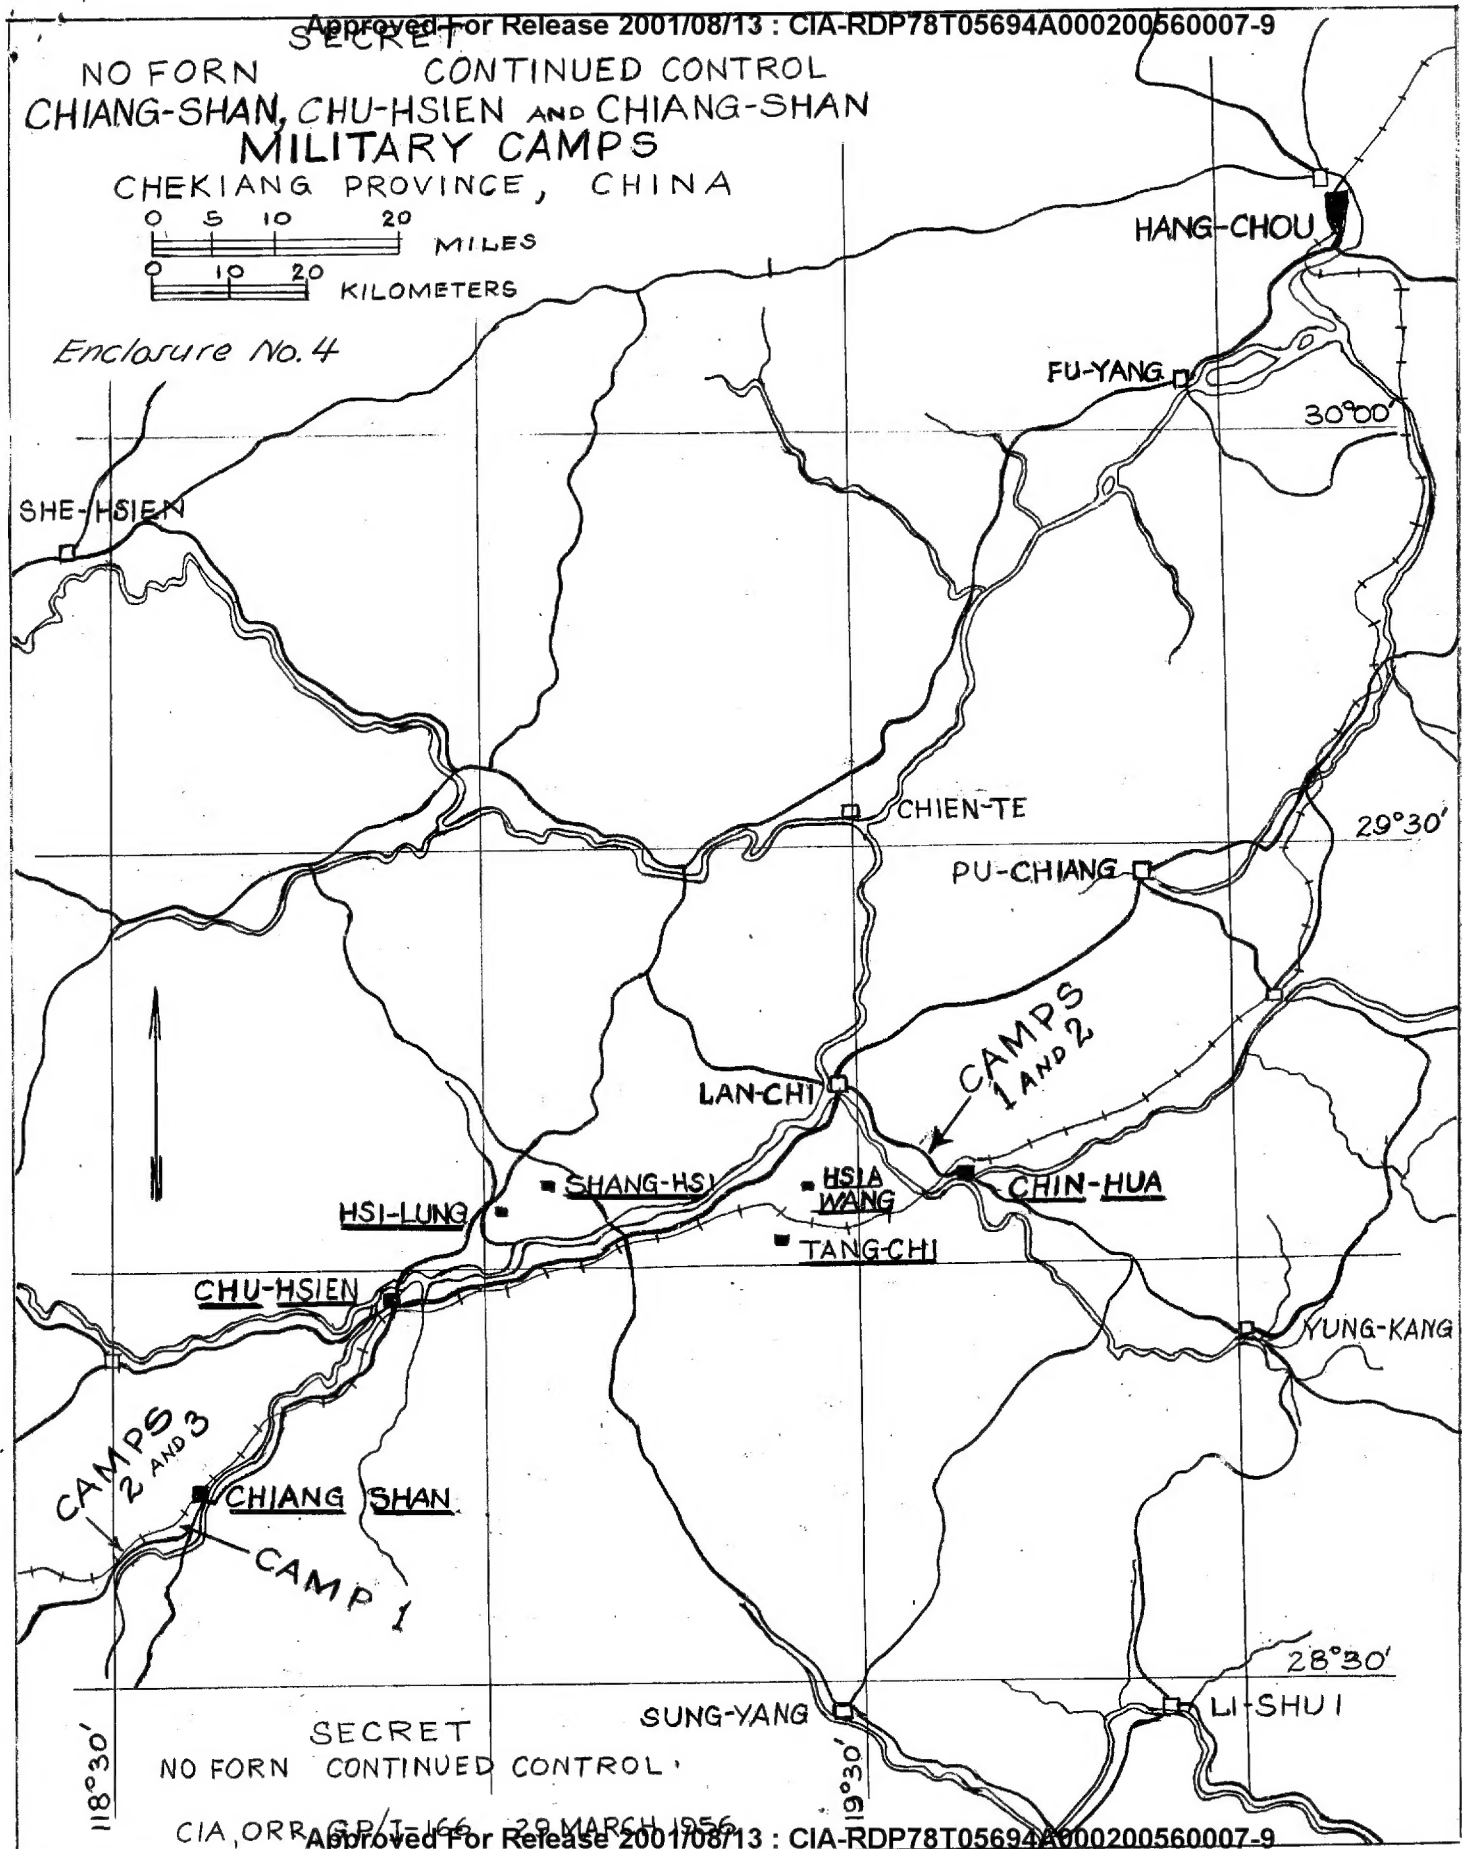 Approved For Release 2001/08/13 : CIA-RDP78T05694A000200560007-9
SECRET
NO FORN CONTINUED CONTROL
CHIANG-SHAN, CHU-HSIEN AND CHIANG-SHAN
MILITARY CAMPS
CHEKIANG PROVINCE, CHINA
0 5 10 20
MILES
0 10 20
KILOMETERS
Enclosure No. 4
HANG-CHOU
FU-YANG
30°00'
SHE-HSIEN
CHIEN-TE
29°30'
PU-CHIANG
CAMPS
1 AND 2
LAN-CHI
SHANG-HSI
HSIA
WANG
CHIN-HUA
HSI-LUNG
TANG-CHI
CHU-HSIEN
YUNG-KANG
CAMPS
2 AND 3
CHIANG SHAN
CAMP 1
28°30'
SUNG-YANG
LI-SHUI
SECRET
NO FORN CONTINUED CONTROL.
118°30'
119°30'
CIA, ORR, GP/I-166 29 MARCH 1956
Approved For Release 2001/08/13 : CIA-RDP78T05694A000200560007-9